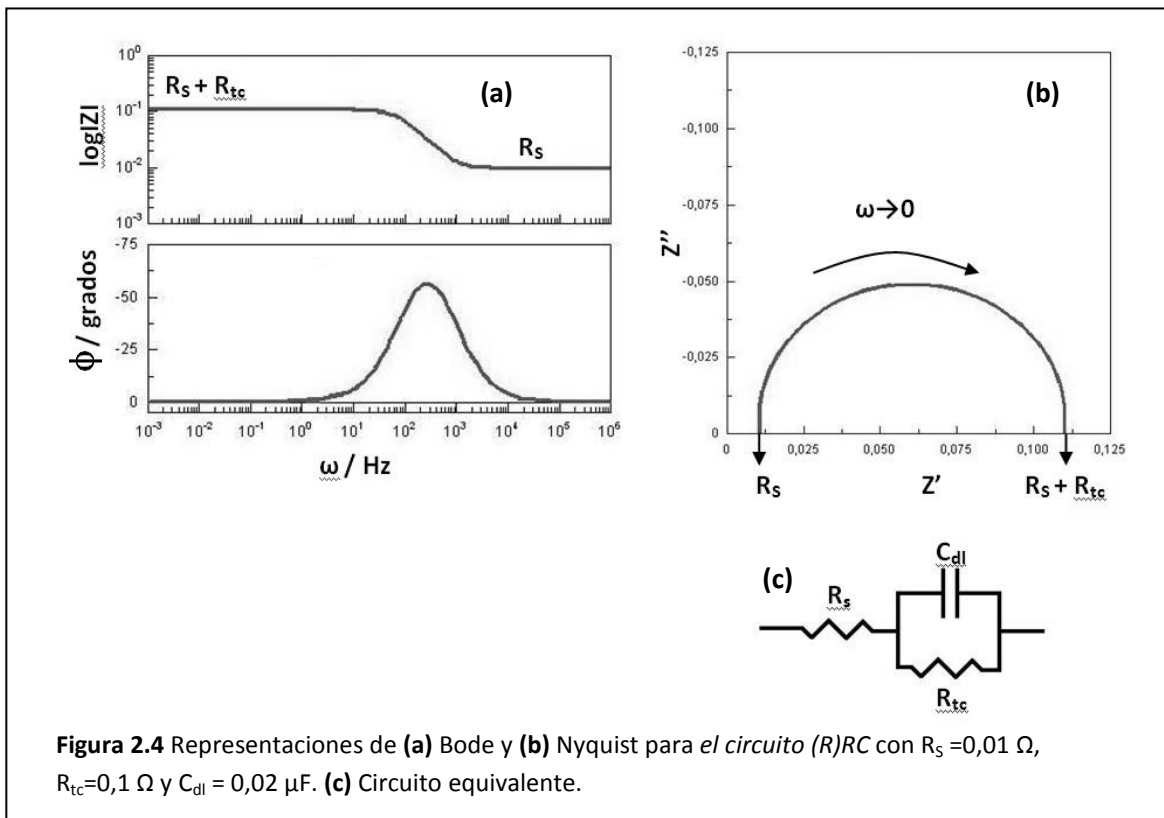 10⁰
R_S + R_tc
(a)
10⁻¹
log|Z|
R_S
10⁻²
10⁻³
-75
-50
ϕ / grados
-25
0
10⁻³ 10⁻² 10⁻¹ 10⁰ 10¹ 10² 10³ 10⁴ 10⁵ 10⁶
ω / Hz
-0,125
(b)
-0,100
-0,075
ω→0
Z''
-0,050
-0,025
0
0 0,025 0,050 0,075 0,100 0,125
R_S Z' R_S + R_tc
C_dl
(c)
R_s
R_tc
Figura 2.4 Representaciones de (a) Bode y (b) Nyquist para el circuito (R)RC con R_S =0,01 Ω,
R_tc=0,1 Ω y C_dl = 0,02 µF. (c) Circuito equivalente.